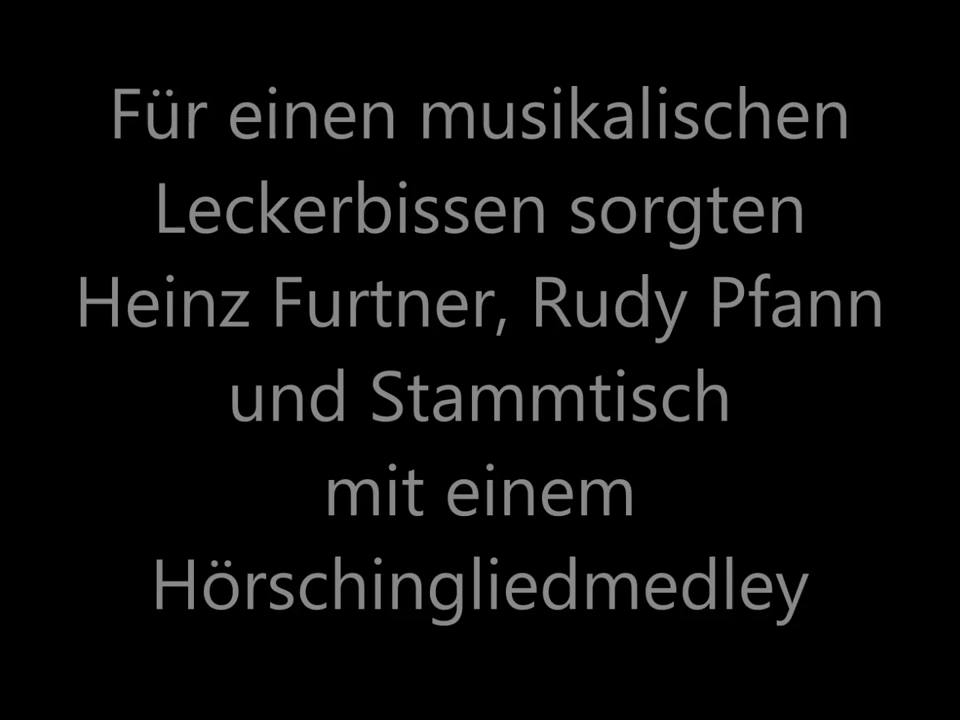 Für einen musikalischen
Leckerbissen sorgten
Heinz Furtner, Rudy Pfann
und Stammtisch
mit einem
Hörschingliedmedley